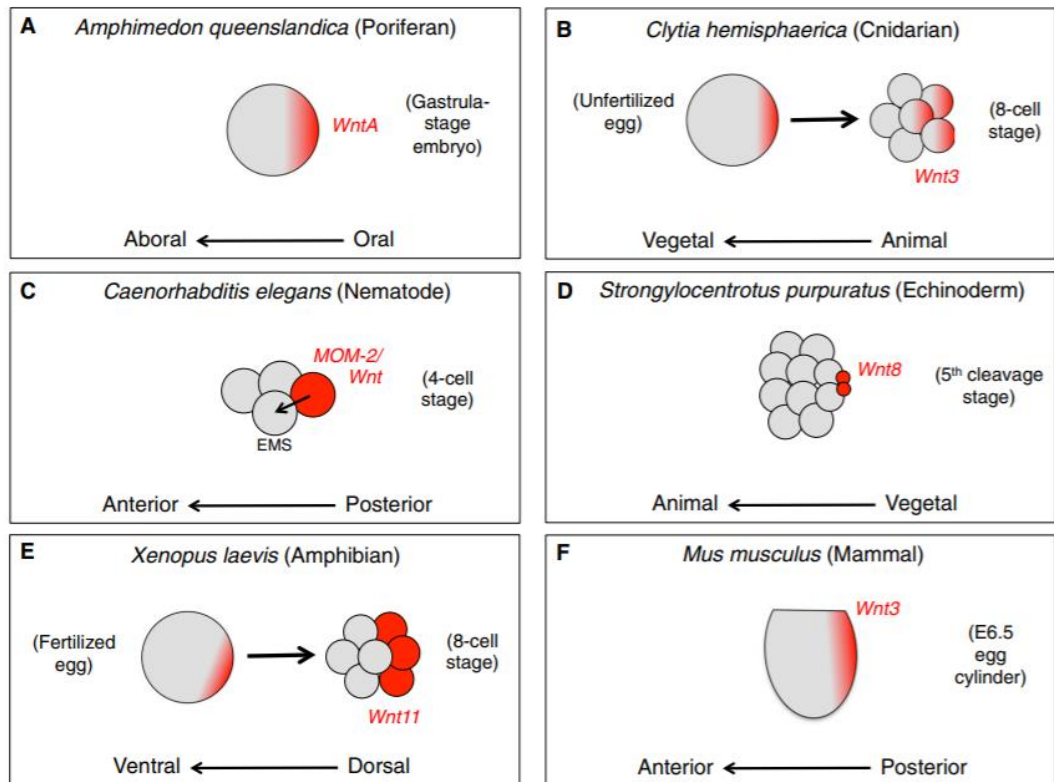 A
Amphimedon queenslandica (Poriferan)
WntA
(Gastrula-
stage
embryo)
Aboral
Oral
B
Clytia hemisphaerica (Cnidarian)
(Unfertilized
egg)
(8-cell
stage)
Wnt3
Vegetal
Animal
C
Caenorhabditis elegans (Nematode)
MOM-2/
Wnt
(4-cell
stage)
EMS
Anterior
Posterior
D
Strongylocentrotus purpuratus (Echinoderm)
Wnt8
(5th cleavage
stage)
Animal
Vegetal
E
Xenopus laevis (Amphibian)
(Fertilized
egg)
(8-cell
stage)
Wnt11
Ventral
Dorsal
F
Mus musculus (Mammal)
Wnt3
(E6.5
egg
cylinder)
Anterior
Posterior